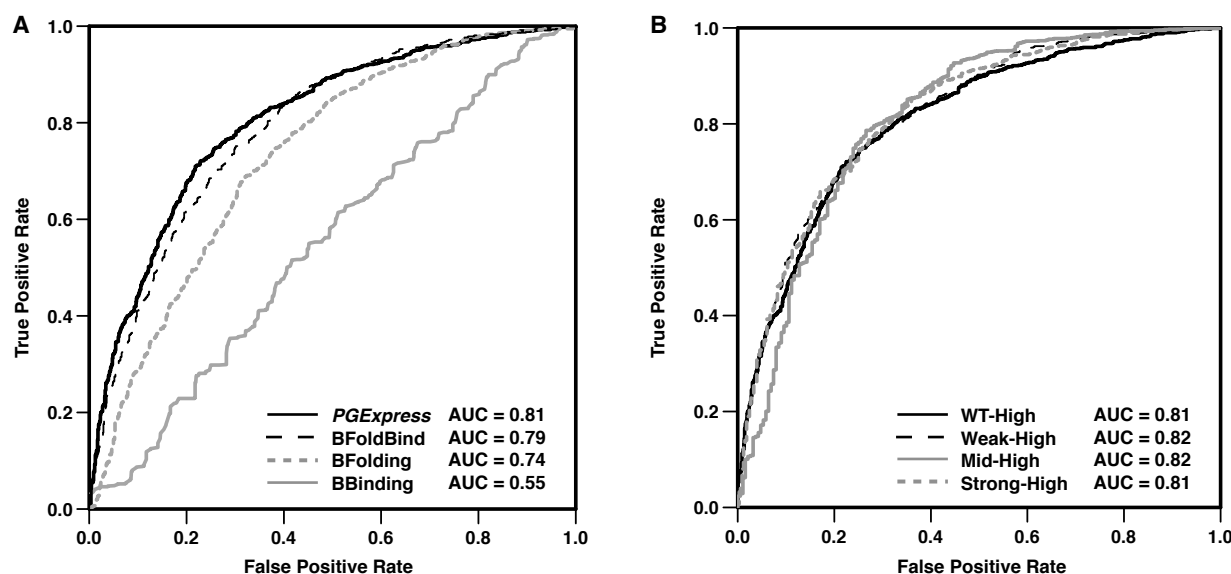 A
1.0
0.8
0.6
0.4
0.2
0.0
True Positive Rate
PGExpress AUC = 0.81
BFoldBind AUC = 0.79
BFolding AUC = 0.74
BBinding AUC = 0.55
0.0 0.2 0.4 0.6 0.8 1.0
False Positive Rate
B
1.0
0.8
0.6
0.4
0.2
0.0
True Positive Rate
WT-High AUC = 0.81
Weak-High AUC = 0.82
Mid-High AUC = 0.82
Strong-High AUC = 0.81
0.0 0.2 0.4 0.6 0.8 1.0
False Positive Rate